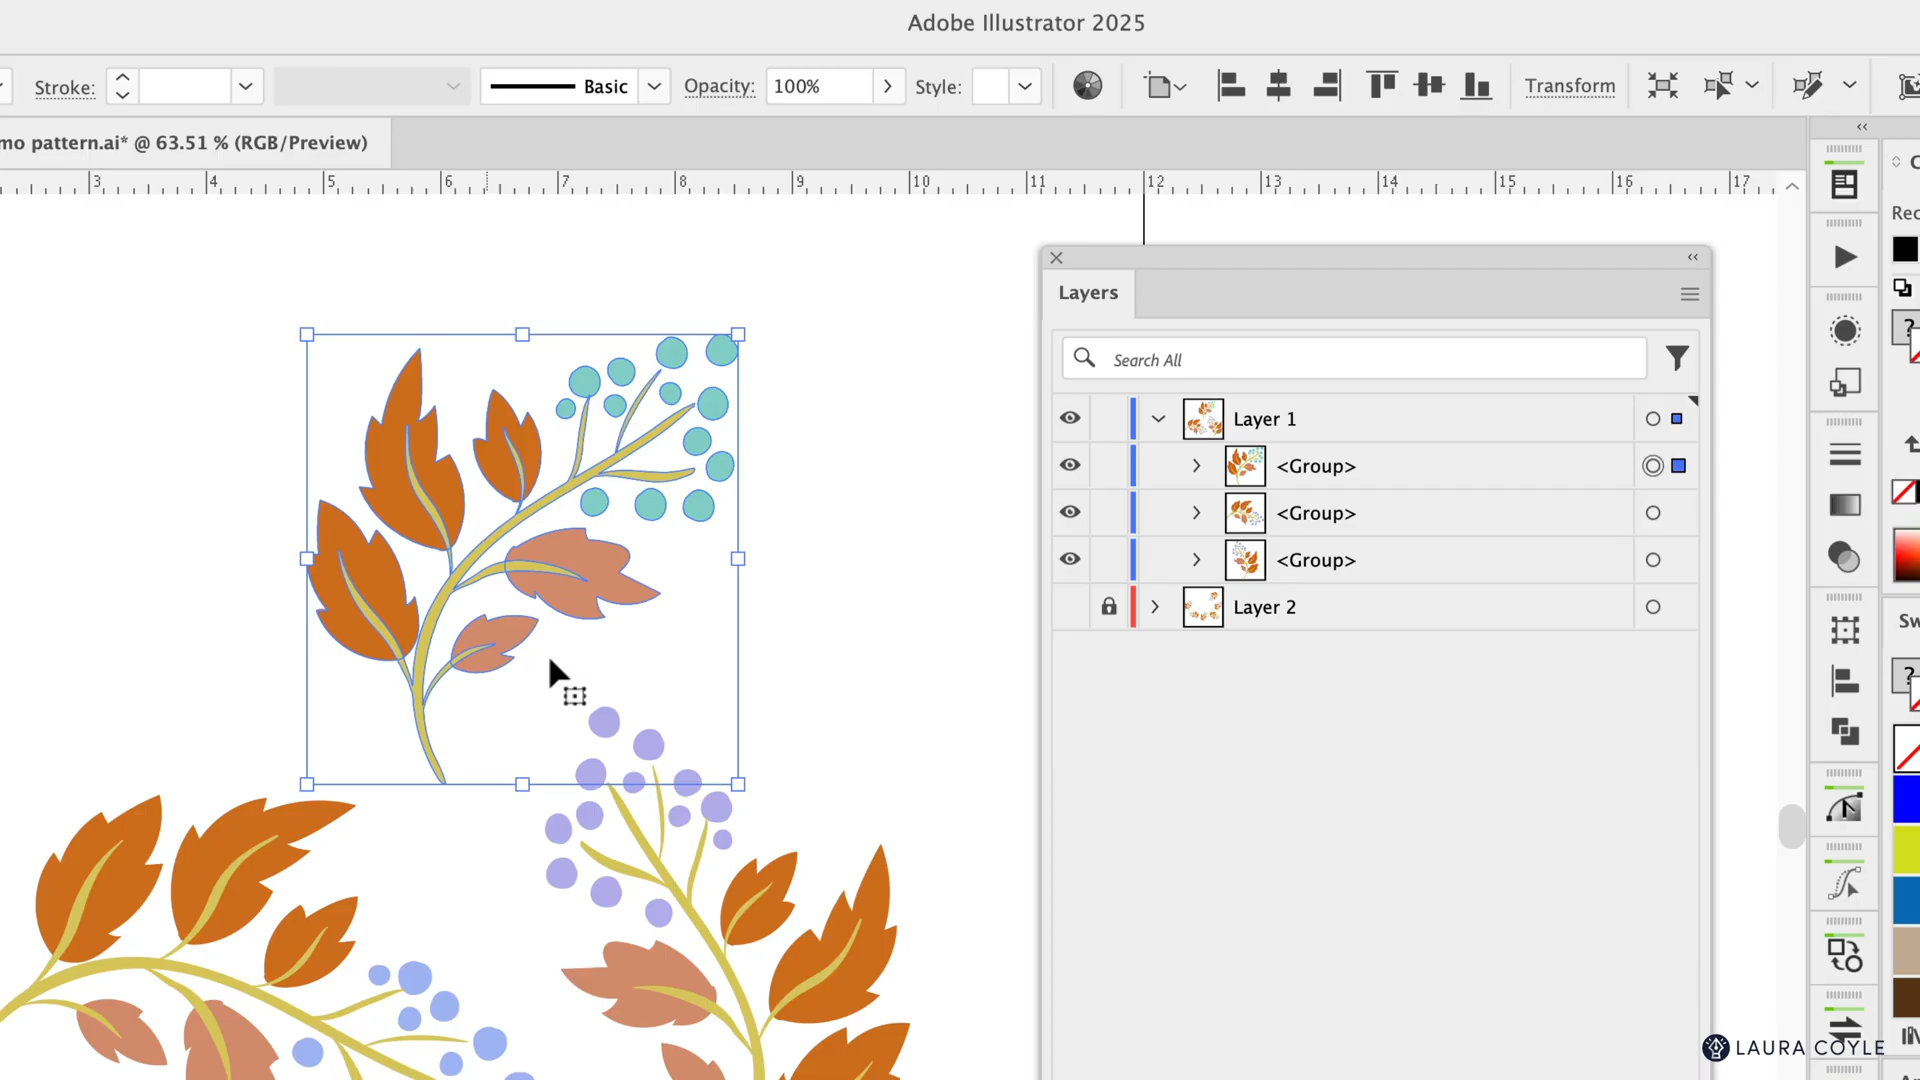 Adobe Illustrator 2025
Stroke: Basic Opacity: 100% Style: Transform
mo pattern.ai* @ 63.51 % (RGB/Preview)
3 4 5 6 7 8 9 10 11 12 13 14 15 16 17
C
Rec
Layers
Search All
Layer 1
<Group>
<Group>
<Group>
Layer 2
Sw
?
?
LAURA COYLE